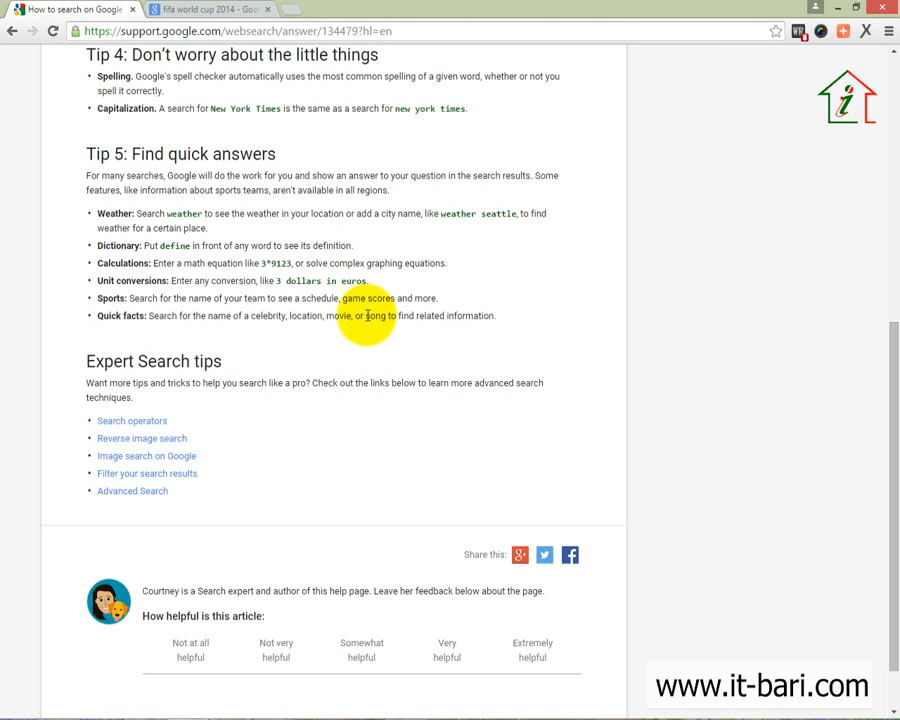 How to search on Google
fifa world cup 2014 - Goo
https://support.google.com/websearch/answer/134479?hl=en
Tip 4: Don't worry about the little things
• Spelling. Google's spell checker automatically uses the most common spelling of a given word, whether or not you
spell it correctly.
• Capitalization. A search for New York Times is the same as a search for new york times.
Tip 5: Find quick answers
For many searches, Google will do the work for you and show an answer to your question in the search results. Some
features, like information about sports teams, aren't available in all regions.
• Weather: Search weather to see the weather in your location or add a city name, like weather seattle, to find
weather for a certain place.
• Dictionary: Put define in front of any word to see its definition.
• Calculations: Enter a math equation like 3*9123, or solve complex graphing equations.
• Unit conversions: Enter any conversion, like 3 dollars in euros.
• Sports: Search for the name of your team to see a schedule, game scores and more.
• Quick facts: Search for the name of a celebrity, location, movie, or song to find related information.
Expert Search tips
Want more tips and tricks to help you search like a pro? Check out the links below to learn more advanced search
techniques.
• Search operators
• Reverse image search
• Image search on Google
• Filter your search results
• Advanced Search
Share this:
Courtney is a Search expert and author of this help page. Leave her feedback below about the page.
How helpful is this article:
Not at all helpful
Not very helpful
Somewhat helpful
Very helpful
Extremely helpful
www.it-bari.com